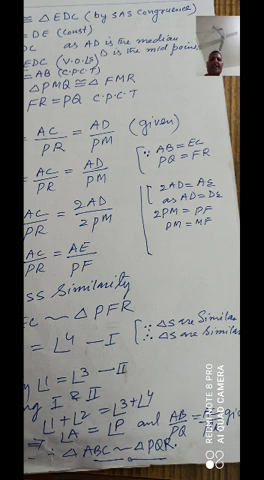 ≅ △EDC (by SAS congruence)
= DE (const)
DC as AD is the median
EDC (V.O.∠s) D is the mid point
= AB (C.P.C.T)
△PMQ ≅ △FMR
FR = PQ C.P.C.T
= AC/PR = AD/PM (given)
= AC/PR = AD/PM [∵ AB = EC
PQ = FR
AC/PR = 2AD/2PM [2AD = AE
as AD = DE
2PM = PF
PM = MF
AC/PR = AE/PF
SS Similarity
EC ~ △PFR
= ∠4 — I [∵ △s are Similar
∵ △s are Similar
∠1 = ∠3 — II
I & II
∠1 + ∠2 = ∠3 + ∠4
∠A = ∠P and AB/PQ =
∴ △ABC ~ △PQR.
REDMI NOTE 8 PRO
AI QUAD CAMERA